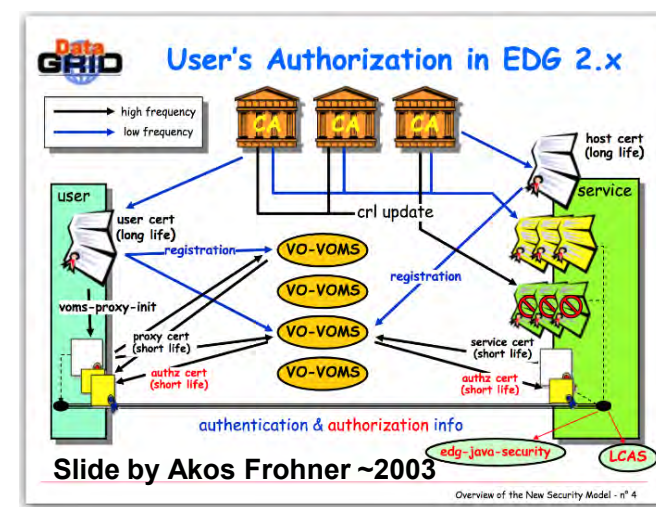 Data
GRID
User's Authorization in EDG 2.x
high frequency
low frequency
CA
CA
CA
host cert
(long life)
user
service
user cert
(long life)
crl update
registration
VO-VOMS
registration
VO-VOMS
voms-proxy-init
VO-VOMS
proxy cert
(short life)
service cert
(short life)
authz cert
(short life)
VO-VOMS
authz cert
(short life)
authentication & authorization info
edg-java-security
LCAS
Slide by Akos Frohner ~2003
Overview of the New Security Model - n° 4